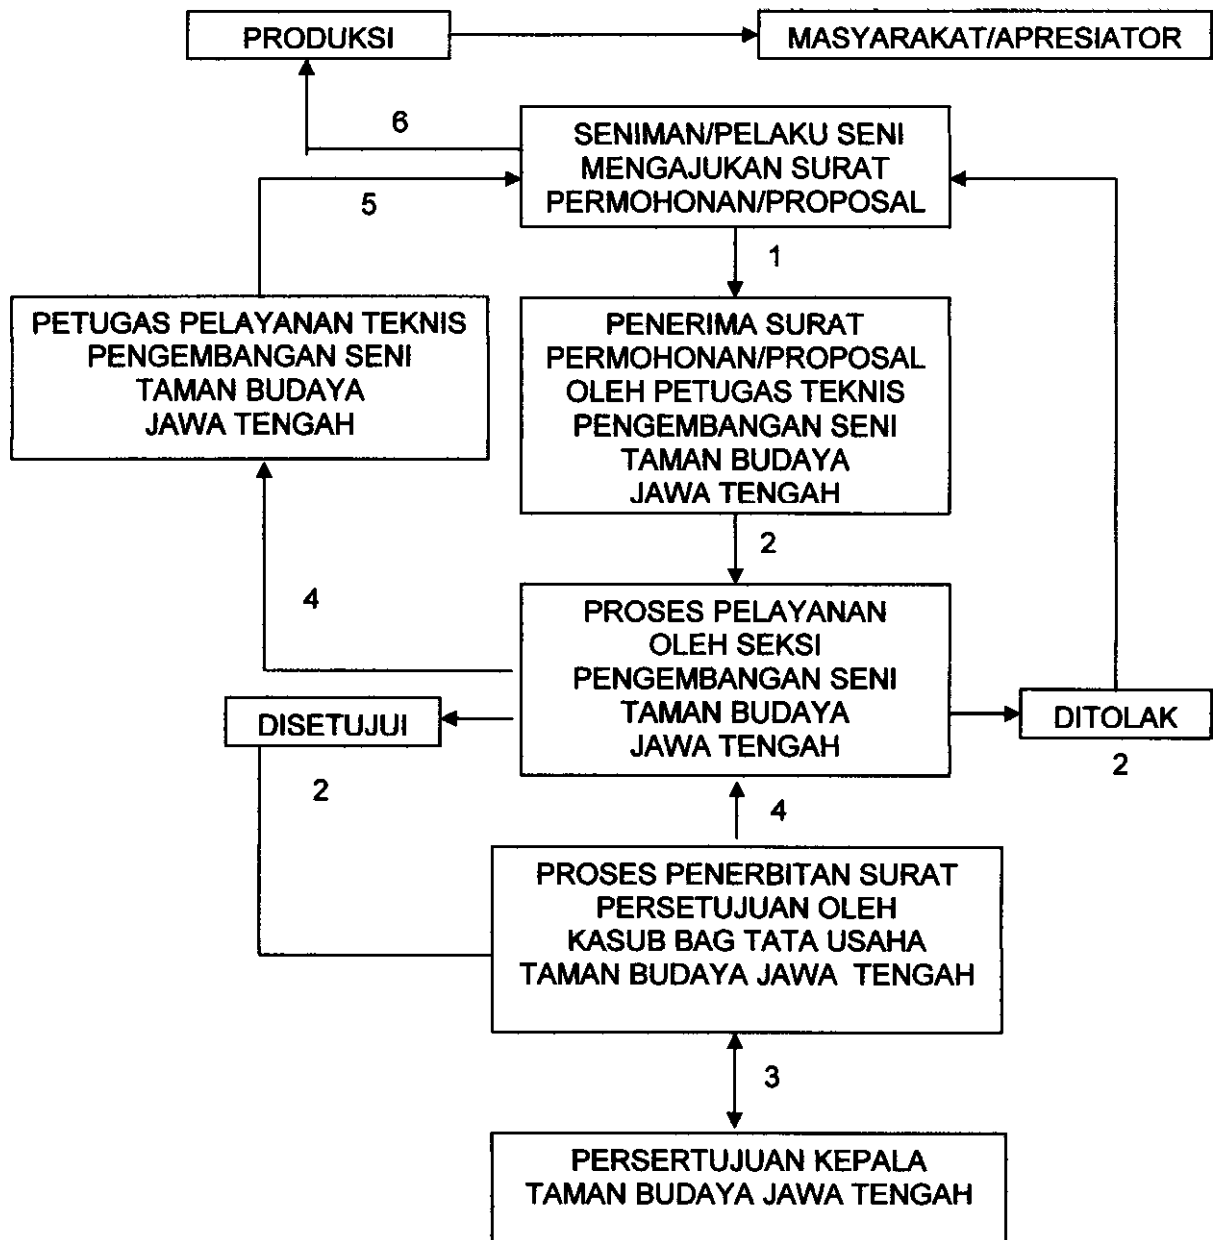 PRODUKSI
MASYARAKAT/APRESIATOR
6
SENIMAN/PELAKU SENI
MENGAJUKAN SURAT
PERMOHONAN/PROPOSAL
5
1
PETUGAS PELAYANAN TEKNIS
PENGEMBANGAN SENI
TAMAN BUDAYA
JAWA TENGAH
PENERIMA SURAT
PERMOHONAN/PROPOSAL
OLEH PETUGAS TEKNIS
PENGEMBANGAN SENI
TAMAN BUDAYA
JAWA TENGAH
2
4
PROSES PELAYANAN
OLEH SEKSI
PENGEMBANGAN SENI
TAMAN BUDAYA
JAWA TENGAH
DISETUJUI
2
DITOLAK
2
4
PROSES PENERBITAN SURAT
PERSETUJUAN OLEH
KASUB BAG TATA USAHA
TAMAN BUDAYA JAWA TENGAH
3
PERSERTUJUAN KEPALA
TAMAN BUDAYA JAWA TENGAH